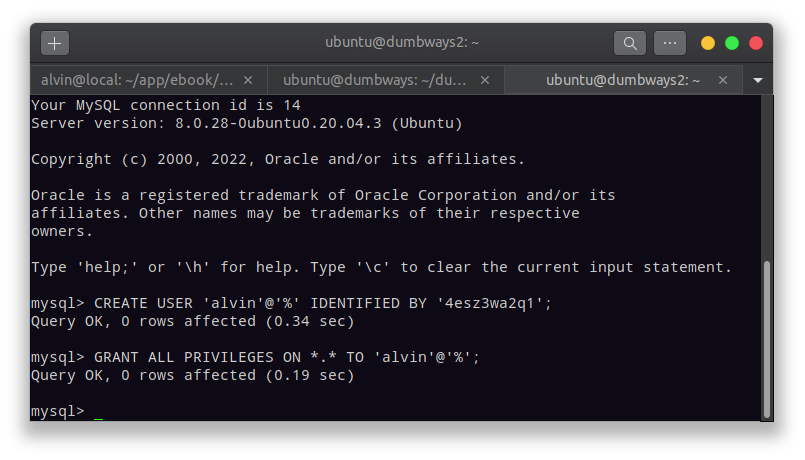 ubuntu@dumbways2: ~
alvin@local: ~/app/ebook/...
ubuntu@dumbways: ~/du...
ubuntu@dumbways2: ~
Your MySQL connection id is 14
Server version: 8.0.28-0ubuntu0.20.04.3 (Ubuntu)
Copyright (c) 2000, 2022, Oracle and/or its affiliates.
Oracle is a registered trademark of Oracle Corporation and/or its
affiliates. Other names may be trademarks of their respective
owners.
Type 'help;' or '\h' for help. Type '\c' to clear the current input statement.
mysql> CREATE USER 'alvin'@'%' IDENTIFIED BY '4esz3wa2q1';
Query OK, 0 rows affected (0.34 sec)
mysql> GRANT ALL PRIVILEGES ON *.* TO 'alvin'@'%';
Query OK, 0 rows affected (0.19 sec)
mysql> _